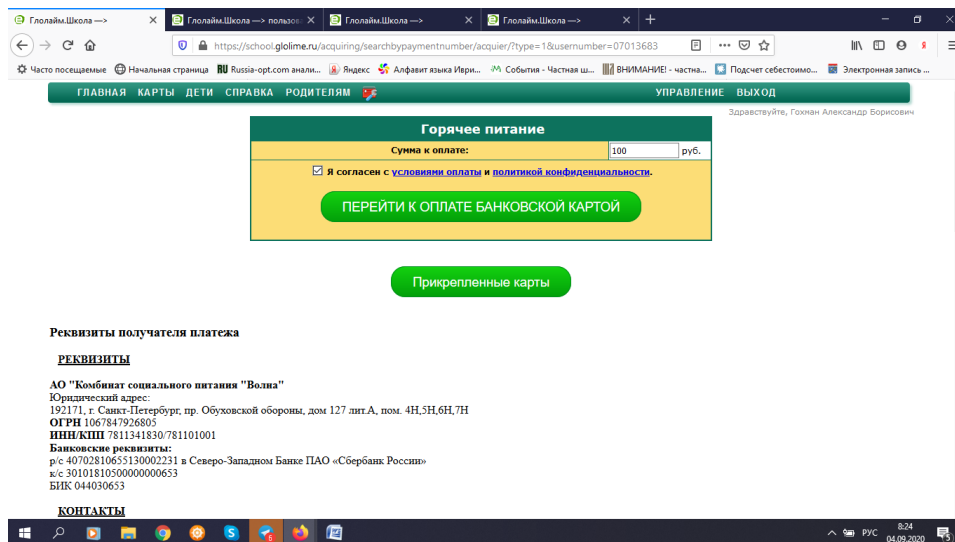 Глолайм.Школа —>
Глолайм.Школа —> пользов
Глолайм.Школа —>
Глолайм.Школа —>
https://school.glolime.ru/acquiring/searchbypaymentnumber/acquier/?type=1&usernumber=07013683
Часто посещаемые
Начальная страница
Russia-opt.com анали...
Яндекс
Алфавит языка Иври...
События - Частная ш...
ВНИМАНИЕ! - частна...
Подсчет себестоимо...
Электронная запись ...
ГЛАВНАЯ КАРТЫ ДЕТИ СПРАВКА РОДИТЕЛЯМ
УПРАВЛЕНИЕ ВЫХОД
Здравствуйте, Гохман Александр Борисович
Горячее питание
Сумма к оплате: 100 руб.
Я согласен с условиями оплаты и политикой конфиденциальности.
ПЕРЕЙТИ К ОПЛАТЕ БАНКОВСКОЙ КАРТОЙ
Прикрепленные карты
Реквизиты получателя платежа
РЕКВИЗИТЫ
АО "Комбинат социального питания "Волна"
Юридический адрес:
192171, г. Санкт-Петербург, пр. Обуховской обороны, дом 127 лит.А, пом. 4Н,5Н,6Н,7Н
ОГРН 1067847926805
ИНН/КПП 7811341830/781101001
Банковские реквизиты:
р/с 40702810655130002231 в Северо-Западном Банке ПАО «Сбербанк России»
к/с 30101810500000000653
БИК 044030653
КОНТАКТЫ
РУС
8:24
04.09.2020